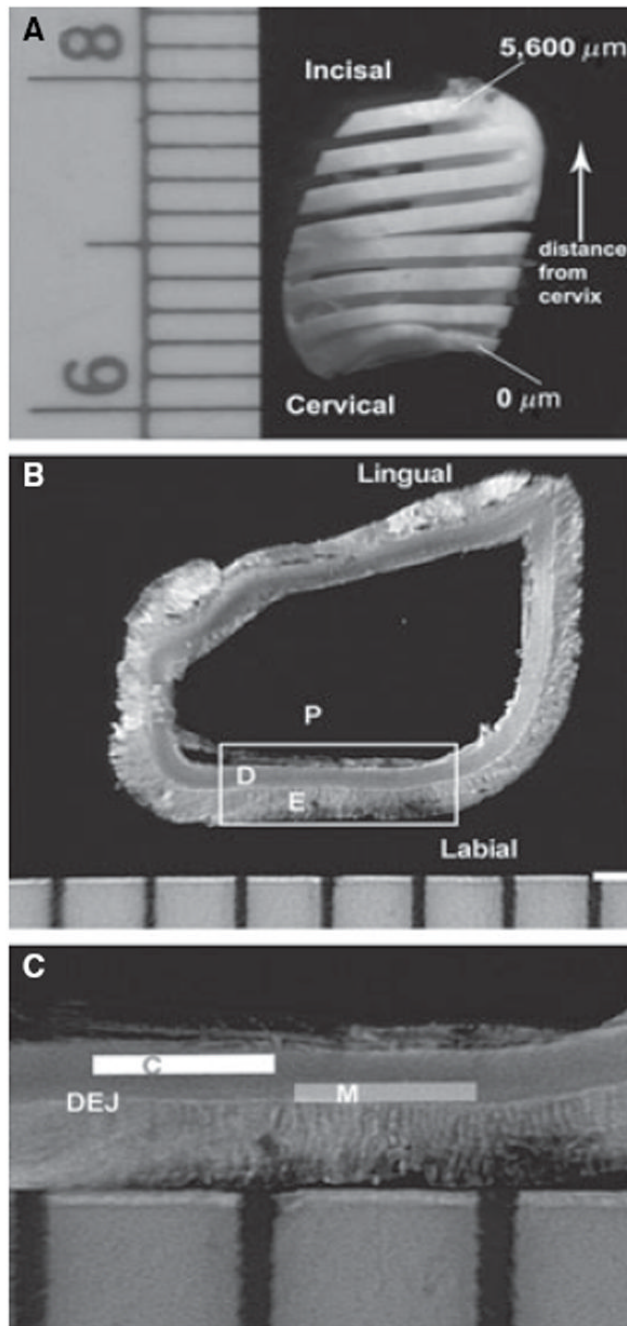 A
8
5,600 μm
Incisal
distance
from
cervix
9
0 μm
Cervical
B
Lingual
P
D
E
Labial
C
C
DEJ
M